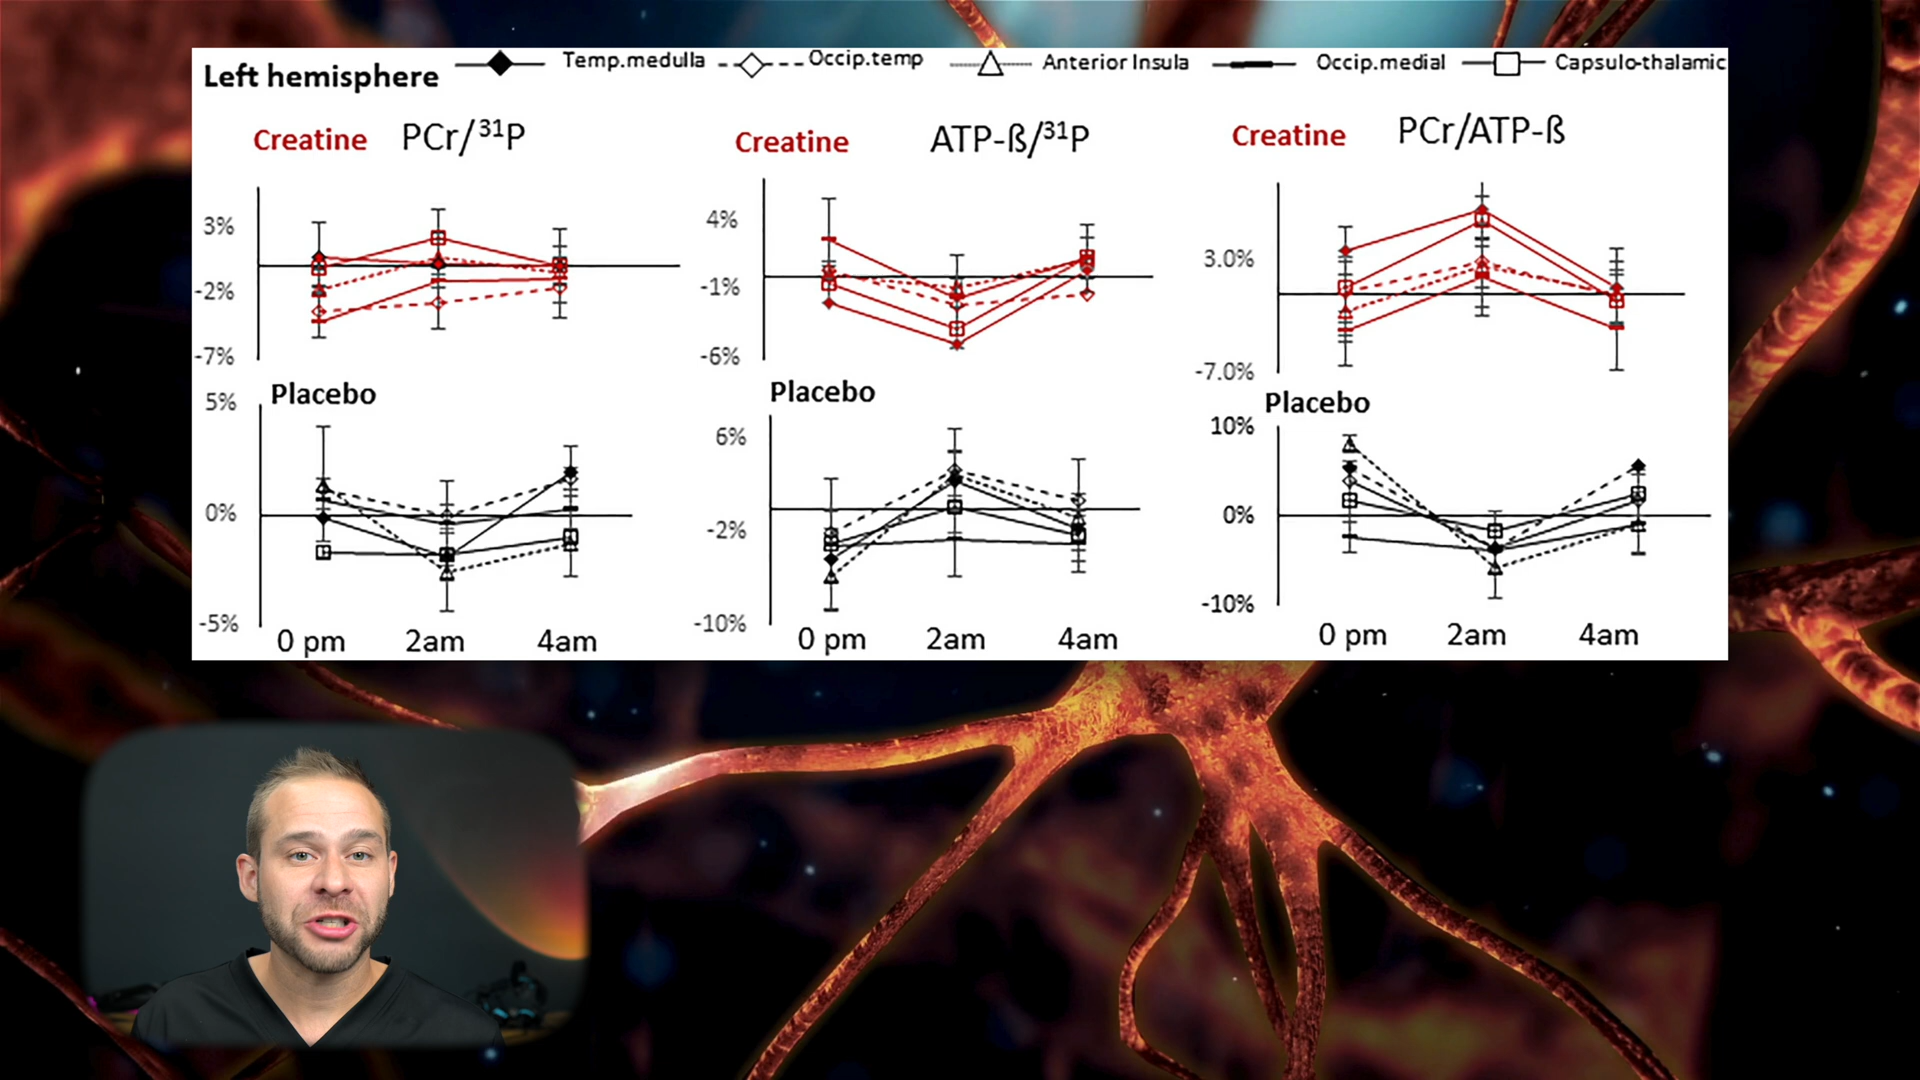 Left hemisphere Temp.medulla Occip.temp Anterior Insula Occip.medial Capsulo-thalamic
Creatine PCr/³¹P Creatine ATP-ß/³¹P Creatine PCr/ATP-ß
3% 4% 3.0%
-2% -1%
-7% -6% -7.0%
Placebo Placebo Placebo
5% 6% 10%
0% -2% 0%
-5% -10% -10%
0 pm 2am 4am 0 pm 2am 4am 0 pm 2am 4am